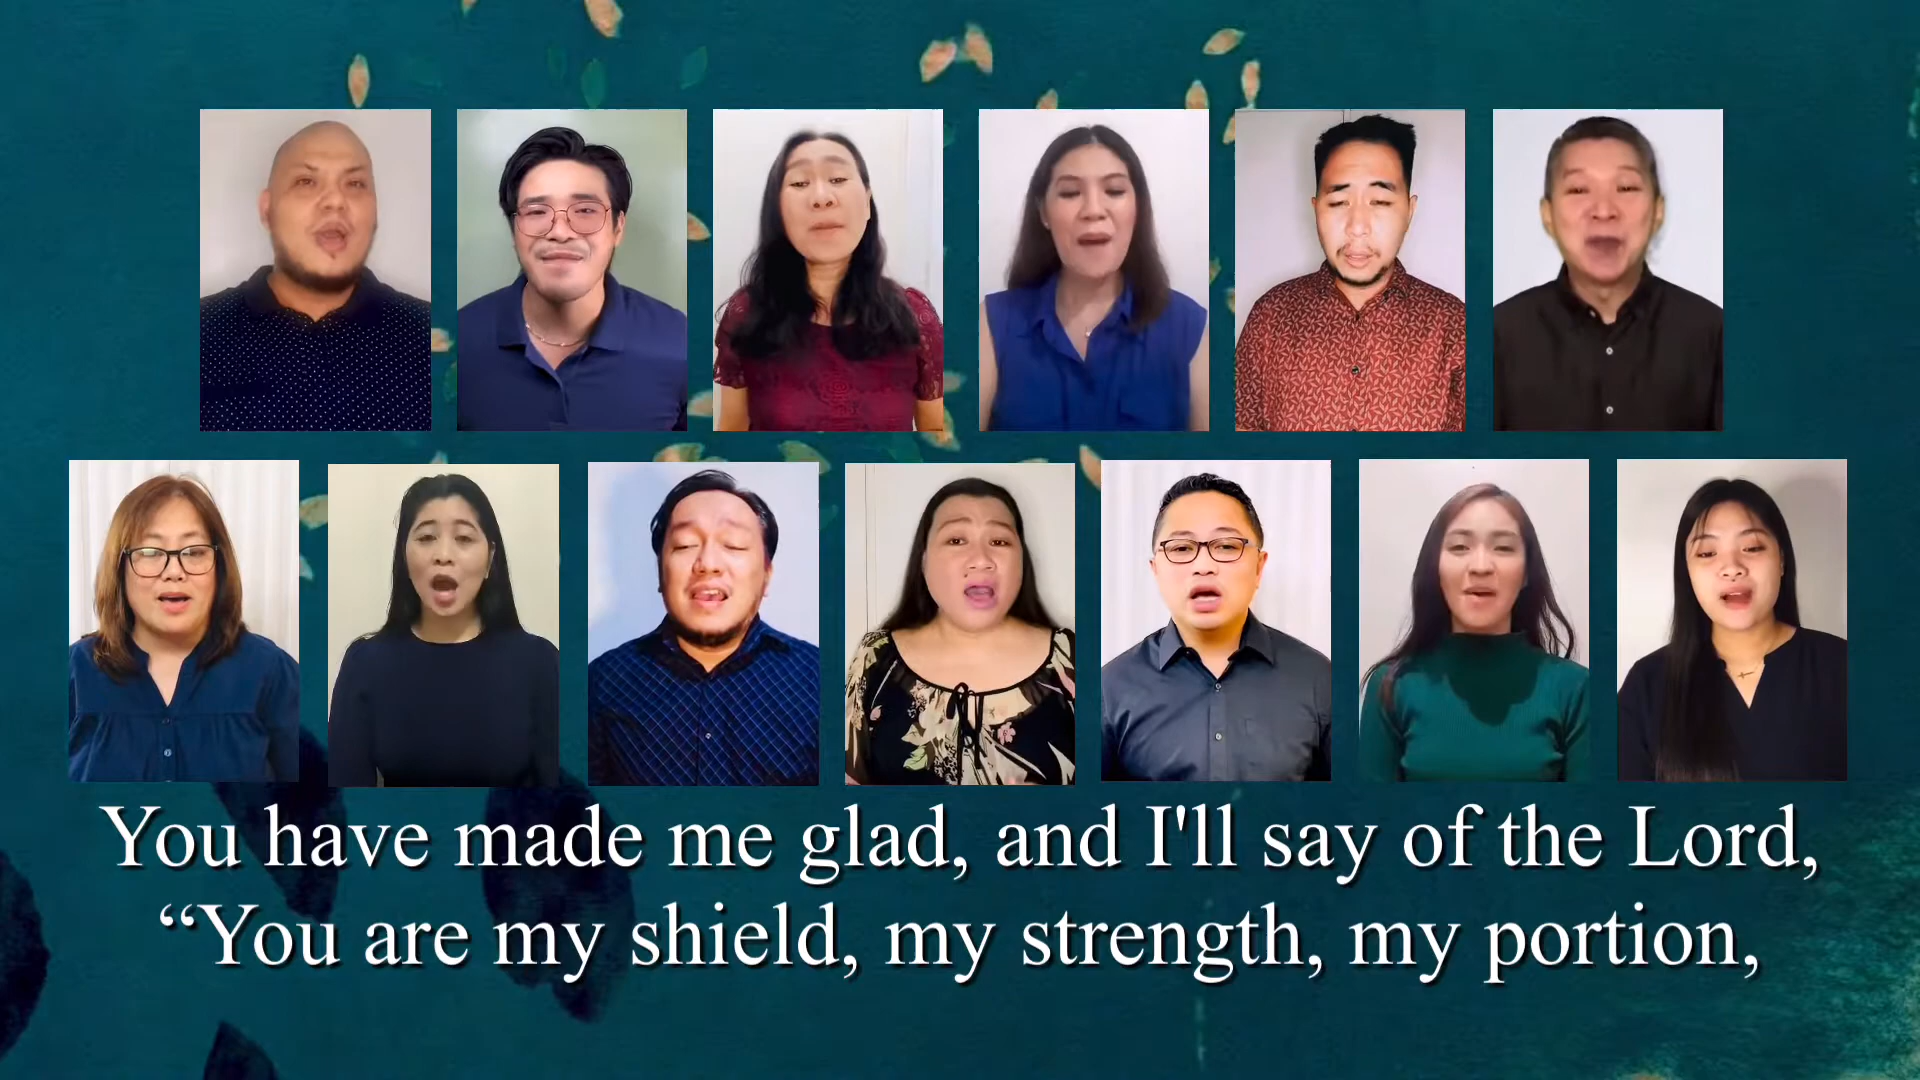 You have made me glad, and I'll say of the Lord,
“You are my shield, my strength, my portion,